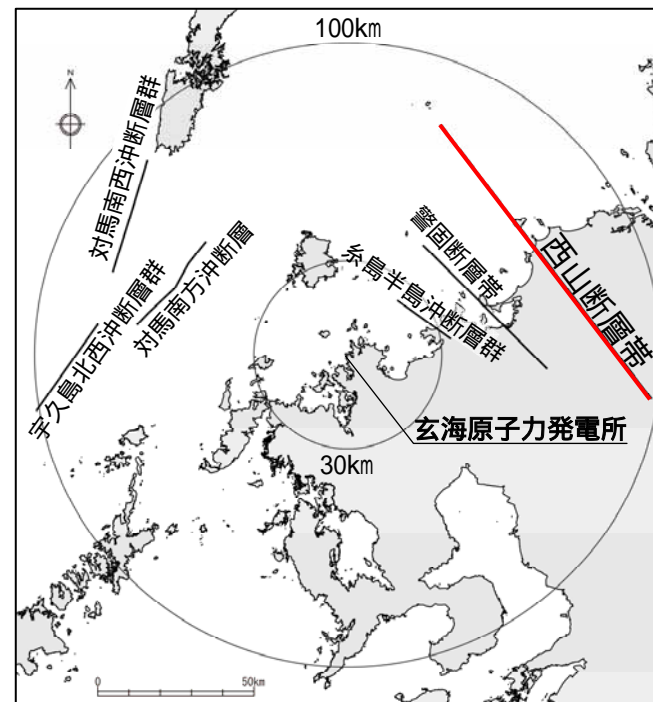 100km
N
対馬南西沖断層群
警固断層帯
西山断層帯
糸島半島沖断層群
対馬南方沖断層
宇久島北西沖断層群
玄海原子力発電所
30km
0
50km